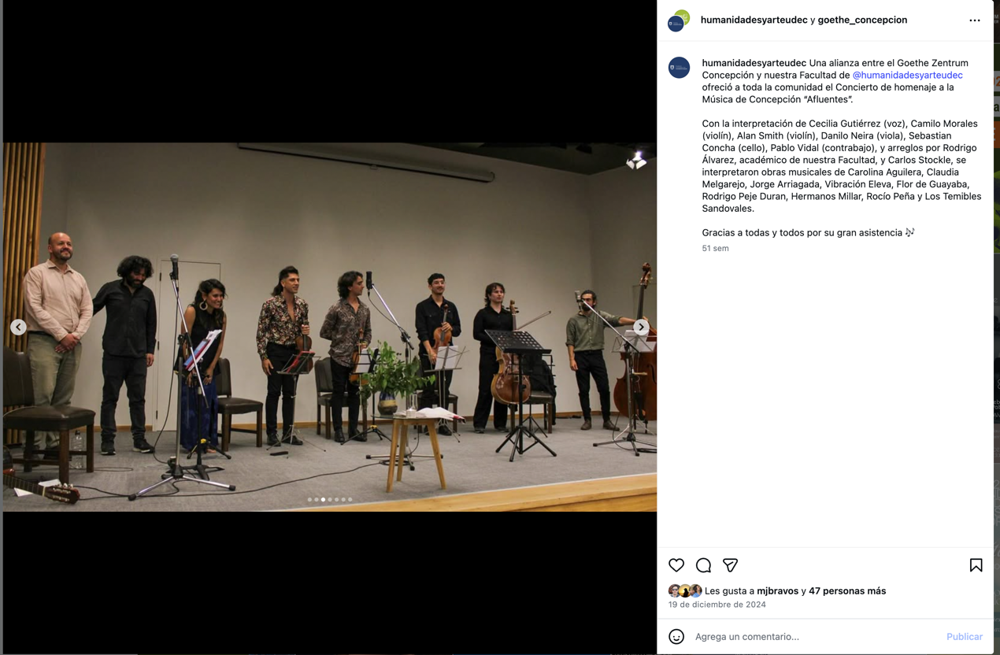 humanidadesyarteudec y goethe_concepcion
humanidadesyarteudec Una alianza entre el Goethe Zentrum
Concepción y nuestra Facultad de @humanidadesyarteudec
ofreció a toda la comunidad el Concierto de homenaje a la
Música de Concepción “Afluentes”.
Con la interpretación de Cecilia Gutiérrez (voz), Camilo Morales
(violín), Alan Smith (violín), Danilo Neira (viola), Sebastian
Concha (cello), Pablo Vidal (contrabajo), y arreglos por Rodrigo
Álvarez, académico de nuestra Facultad, y Carlos Stockle, se
interpretaron obras musicales de Carolina Aguilera, Claudia
Melgarejo, Jorge Arriagada, Vibración Eleva, Flor de Guayaba,
Rodrigo Peje Duran, Hermanos Millar, Rocío Peña y Los Temibles
Sandovales.
Gracias a todas y todos por su gran asistencia 🎶
51 sem
Les gusta a mjbravos y 47 personas más
19 de diciembre de 2024
Agrega un comentario...
Publicar